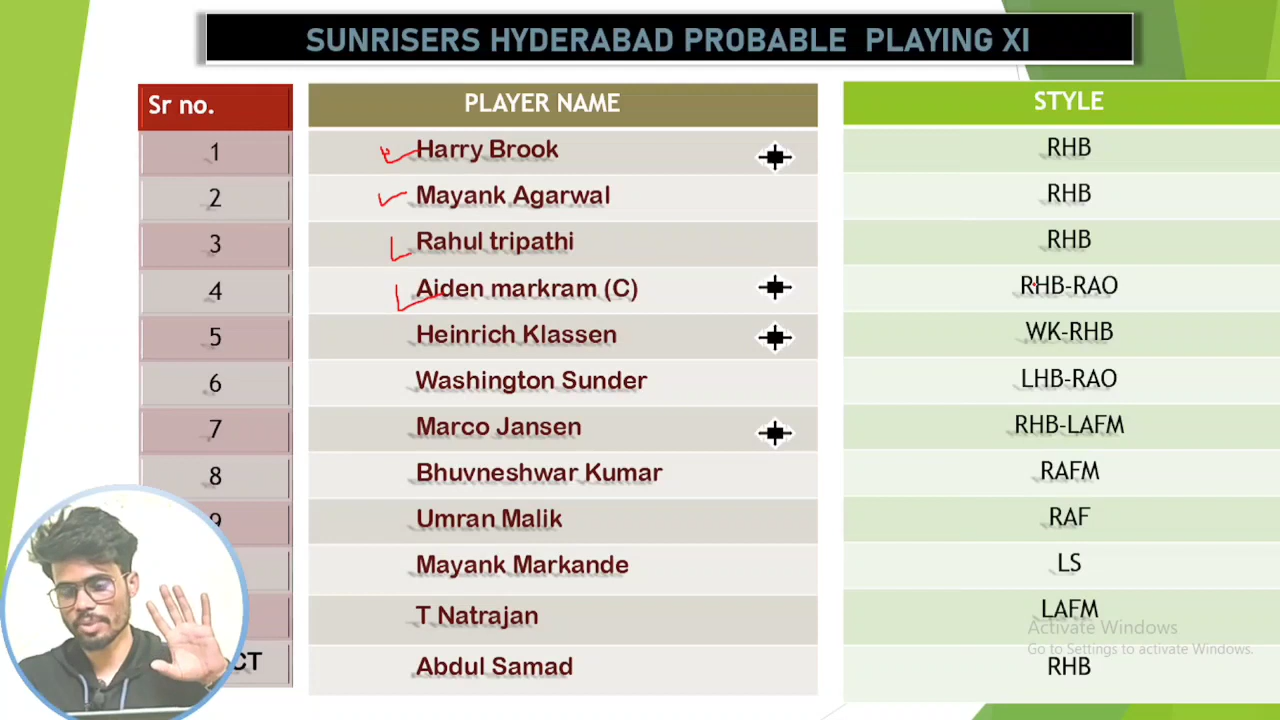 SUNRISERS HYDERABAD PROBABLE PLAYING XI
Sr no. PLAYER NAME STYLE
1 Harry Brook RHB
2 Mayank Agarwal RHB
3 Rahul tripathi RHB
4 Aiden markram (C) RHB-RAO
5 Heinrich Klassen WK-RHB
6 Washington Sunder LHB-RAO
7 Marco Jansen RHB-LAFM
8 Bhuvneshwar Kumar RAFM
9 Umran Malik RAF
Mayank Markande LS
T Natrajan LAFM
CT Abdul Samad RHB
Activate Windows
Go to Settings to activate Windows.